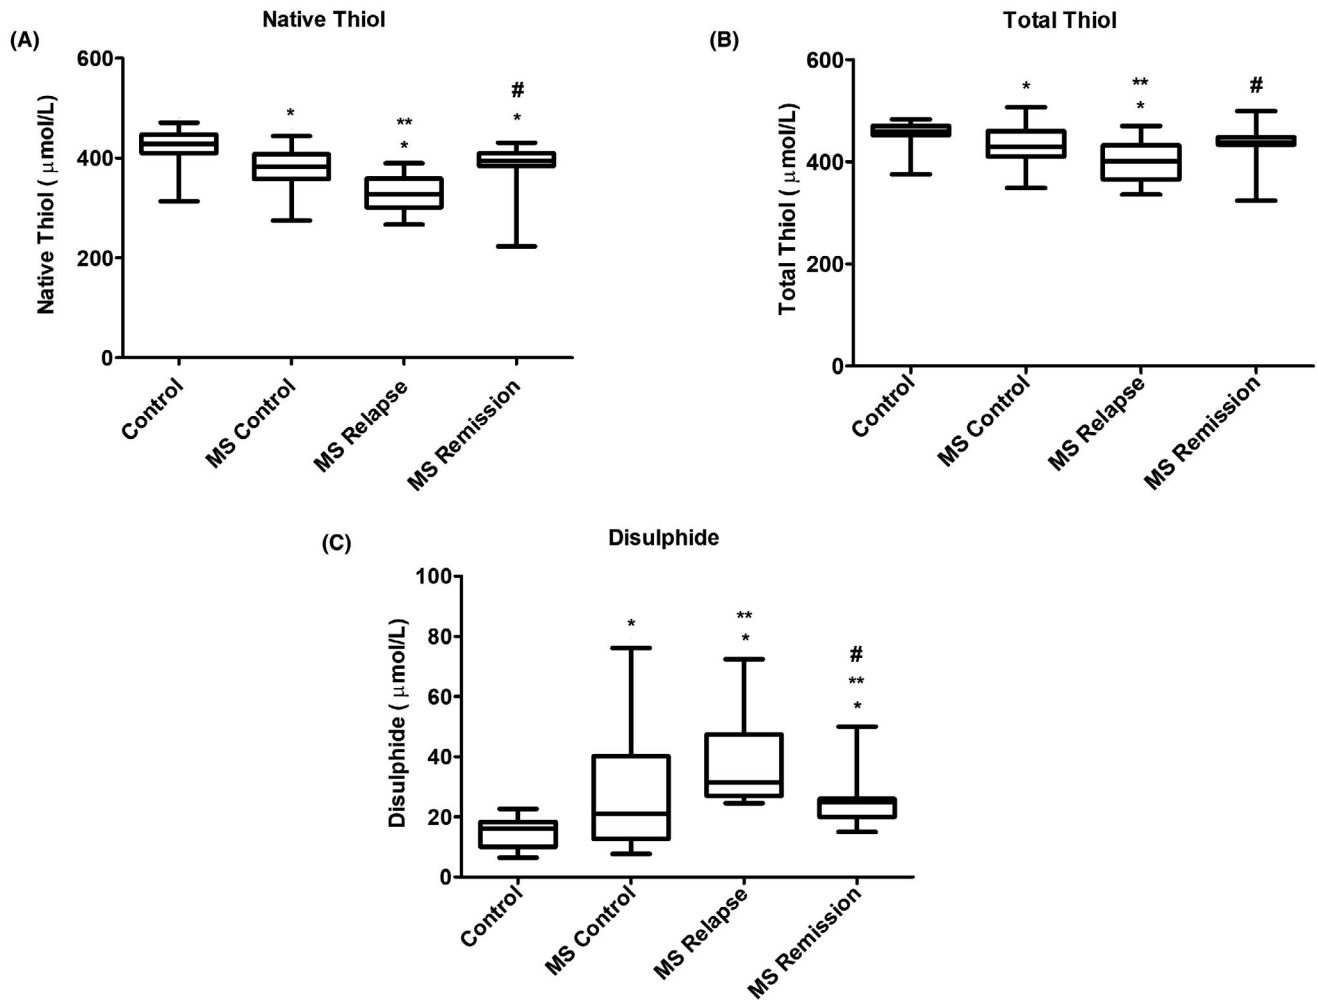 (A)
Native Thiol
Native Thiol ( μmol/L)
600
400
200
0
*
**
*
#
*
Control
MS Control
MS Relapse
MS Remission
(B)
Total Thiol
Total Thiol ( μmol/L)
600
400
200
0
*
**
*
#
Control
MS Control
MS Relapse
MS Remission
(C)
Disulphide
Disulphide ( μmol/L)
100
80
60
40
20
0
*
**
*
#
**
*
Control
MS Control
MS Relapse
MS Remission